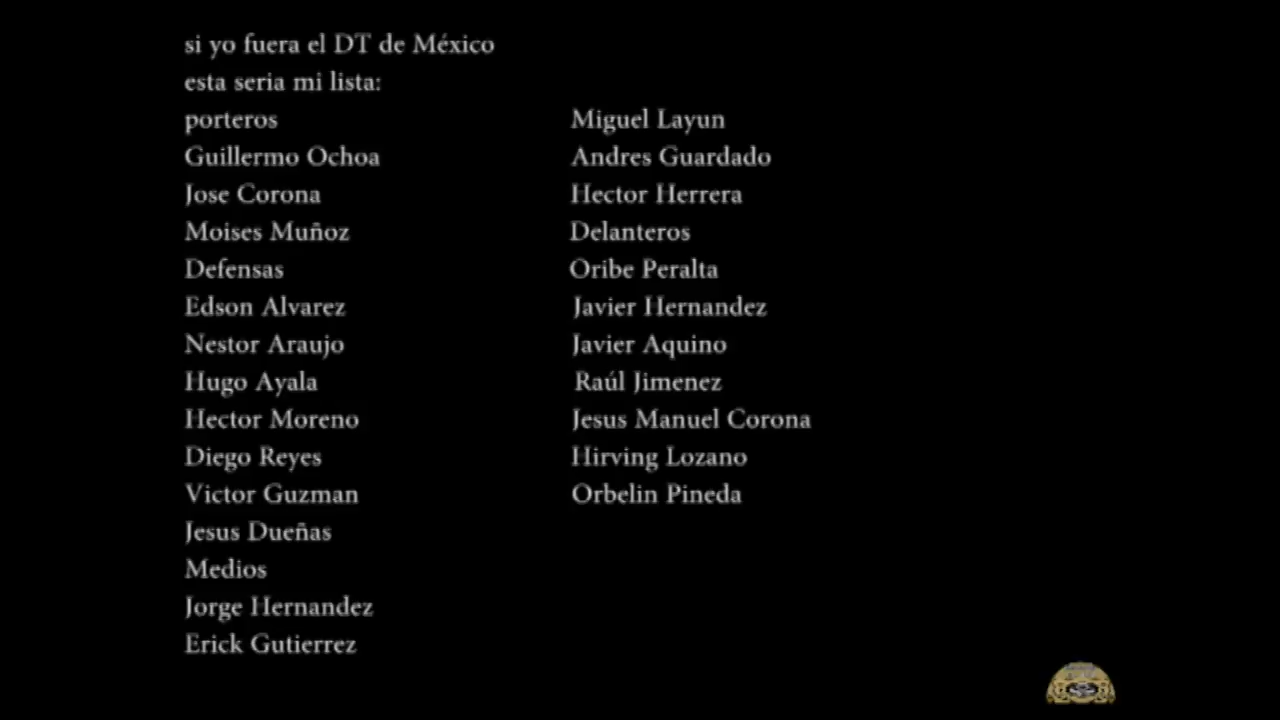 si yo fuera el DT de México
esta seria mi lista:
porteros
Guillermo Ochoa
Jose Corona
Moises Muñoz
Defensas
Edson Alvarez
Nestor Araujo
Hugo Ayala
Hector Moreno
Diego Reyes
Victor Guzman
Jesus Dueñas
Medios
Jorge Hernandez
Erick Gutierrez
Miguel Layun
Andres Guardado
Hector Herrera
Delanteros
Oribe Peralta
Javier Hernandez
Javier Aquino
Raúl Jimenez
Jesus Manuel Corona
Hirving Lozano
Orbelin Pineda